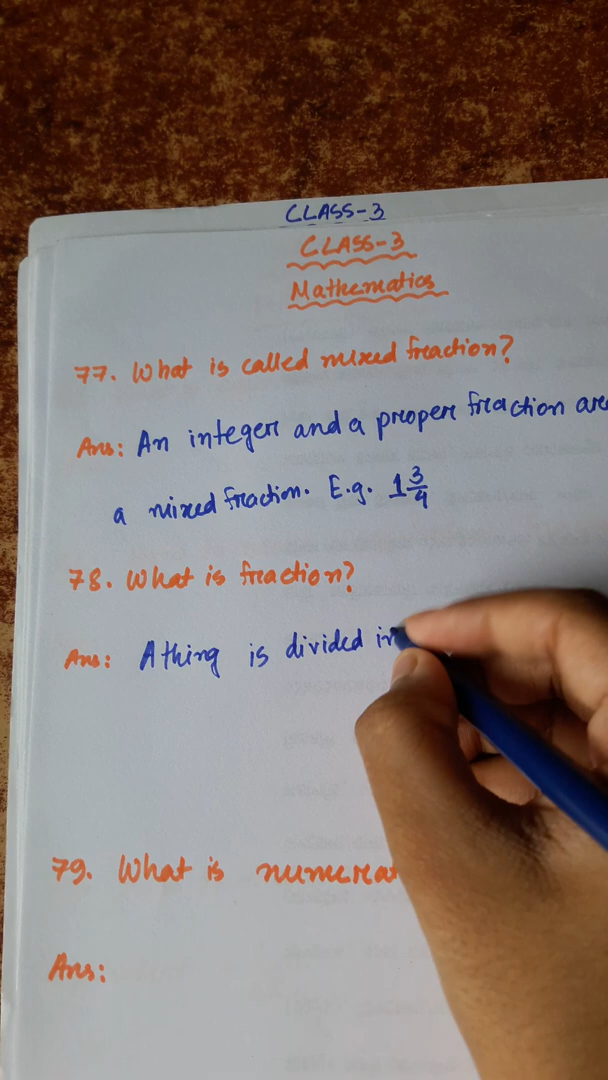 CLASS-3
CLASS-3
Mathematics
77. What is called mixed fraction?
Ans: An integer and a proper fraction are
a mixed fraction. E.g. 1 3/4
78. What is fraction?
Ans: A thing is divided in
79. What is numerat
Ans: